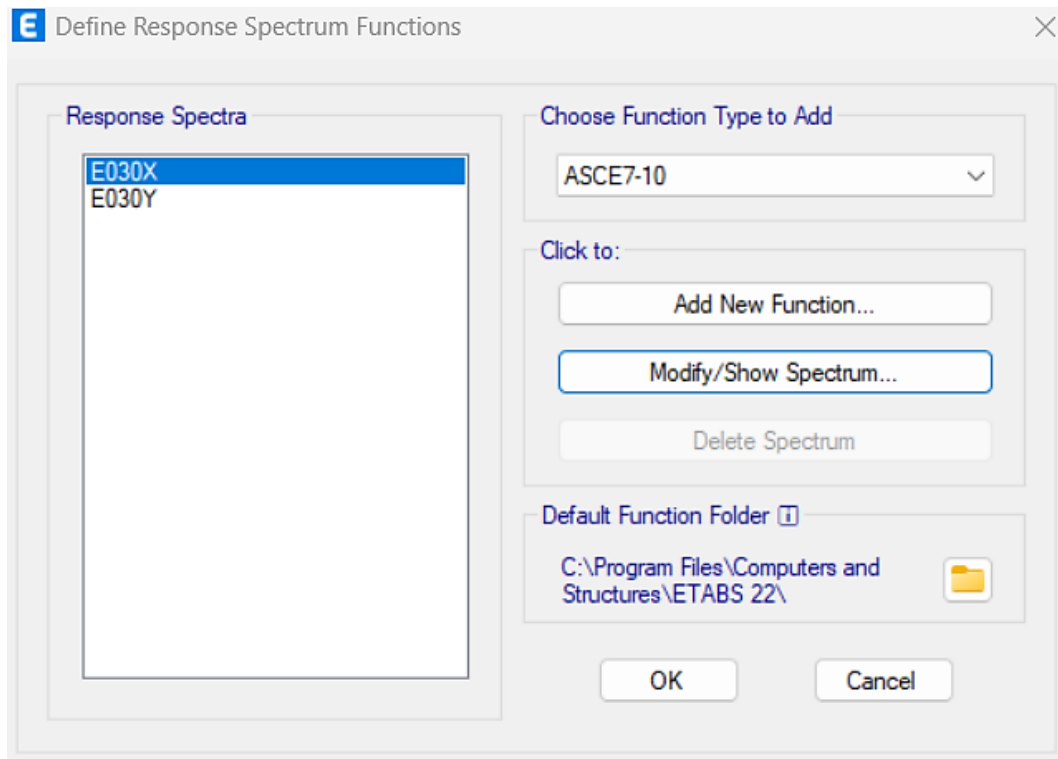 E Define Response Spectrum Functions
Response Spectra
E030X
E030Y
Choose Function Type to Add
ASCE7-10
Click to:
Add New Function...
Modify/Show Spectrum...
Delete Spectrum
Default Function Folder i
C:\Program Files\Computers and
Structures\ETABS 22\
OK Cancel